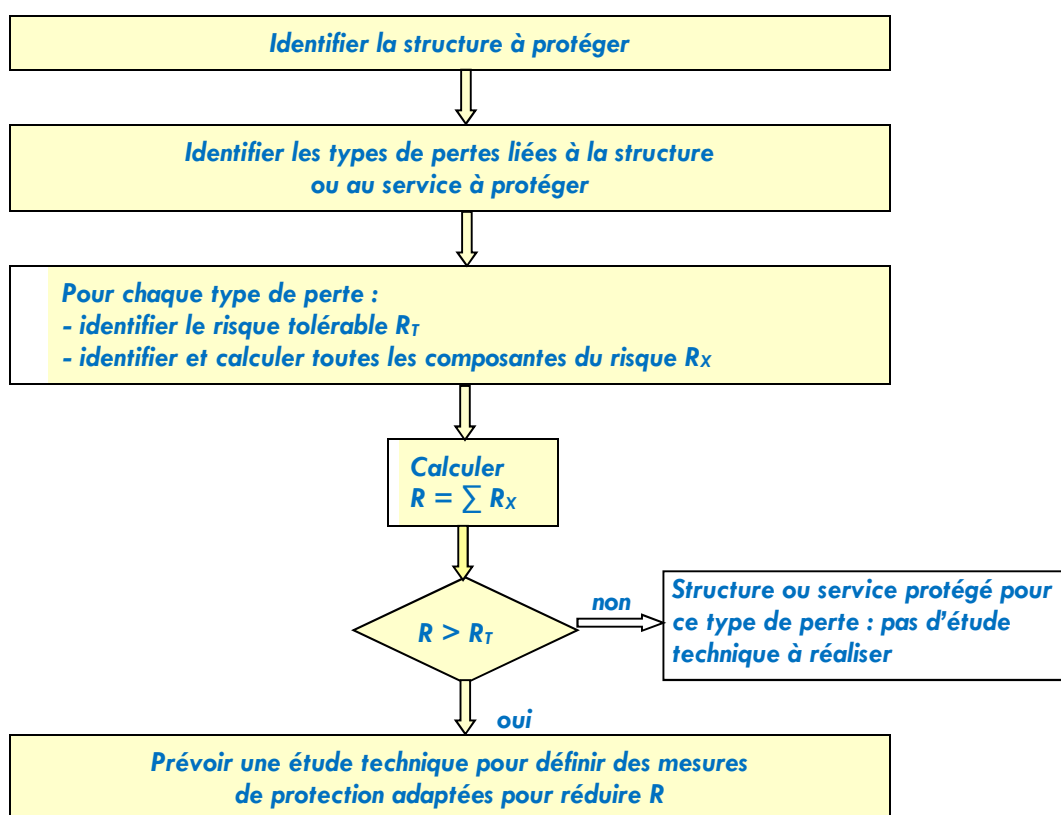 Identifier la structure à protéger
Identifier les types de pertes liées à la structure
ou au service à protéger
Pour chaque type de perte :
- identifier le risque tolérable RT
- identifier et calculer toutes les composantes du risque RX
Calculer
R = ∑ RX
R > RT
non
Structure ou service protégé pour
ce type de perte : pas d’étude
technique à réaliser
oui
Prévoir une étude technique pour définir des mesures
de protection adaptées pour réduire R